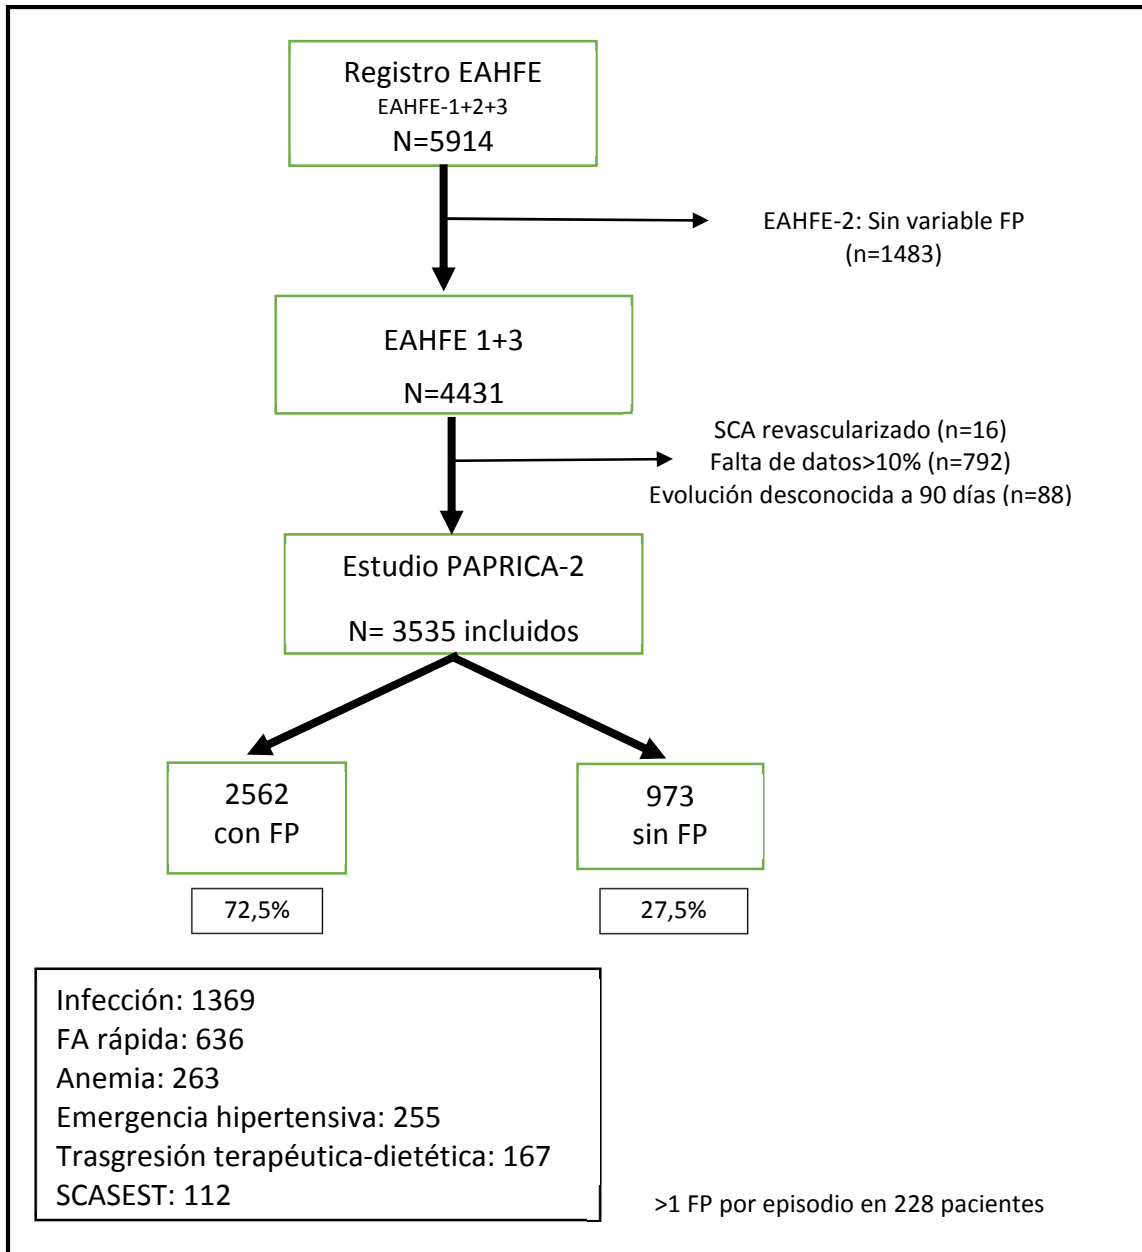 Registro EAHFE
EAHFE-1+2+3
N=5914
EAHFE-2: Sin variable FP
(n=1483)
EAHFE 1+3
N=4431
SCA revascularizado (n=16)
Falta de datos>10% (n=792)
Evolución desconocida a 90 días (n=88)
Estudio PAPRICA-2
N= 3535 incluidos
2562
con FP
973
sin FP
72,5%
27,5%
Infección: 1369
FA rápida: 636
Anemia: 263
Emergencia hipertensiva: 255
Trasgresión terapéutica-dietética: 167
SCASEST: 112
>1 FP por episodio en 228 pacientes